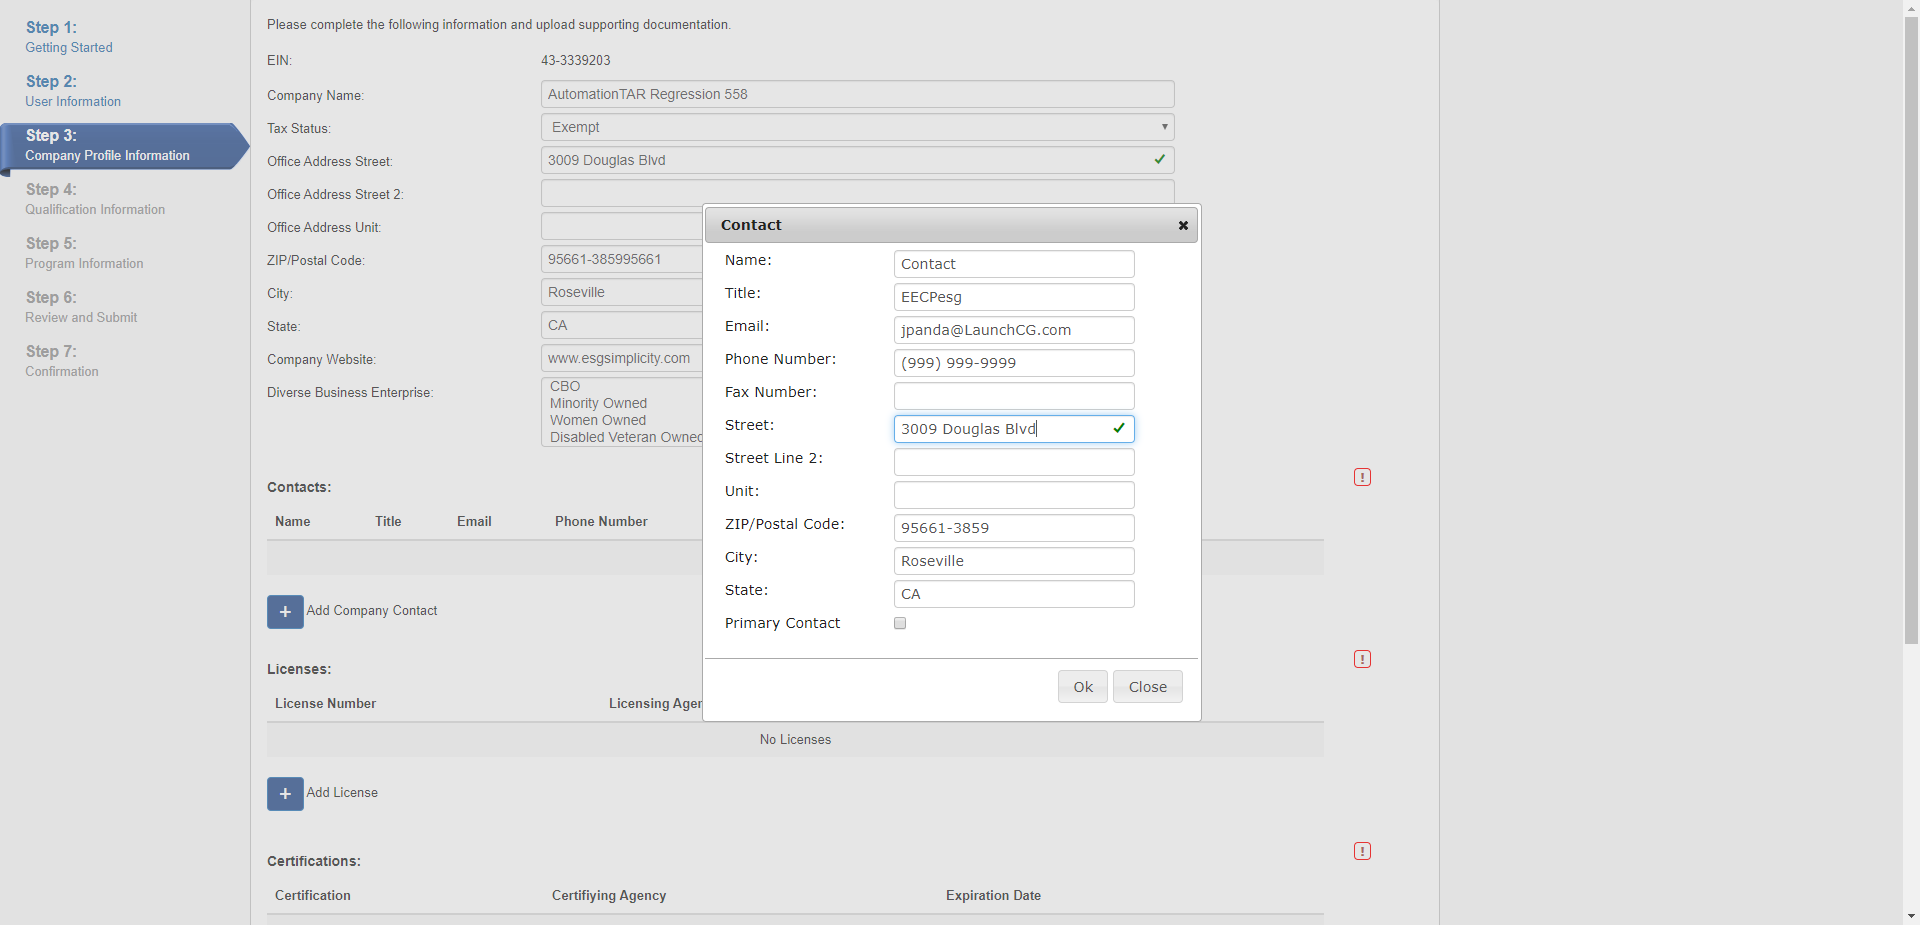 Step 1:
Getting Started
Step 2:
User Information
Step 3:
Company Profile Information
Step 4:
Qualification Information
Step 5:
Program Information
Step 6:
Review and Submit
Step 7:
Confirmation
Please complete the following information and upload supporting documentation.
EIN: 43-3339203
Company Name: AutomationTAR Regression 558
Tax Status: Exempt
Office Address Street: 3009 Douglas Blvd
Office Address Street 2:
Office Address Unit:
ZIP/Postal Code: 95661-385995661
City: Roseville
State: CA
Company Website: www.esgsimplicity.com
Diverse Business Enterprise: CBO
Minority Owned
Women Owned
Disabled Veteran Owned
Contacts:
Name Title Email Phone Number
+ Add Company Contact
Licenses:
License Number Licensing Agen
No Licenses
+ Add License
Certifications:
Certification Certifiying Agency Expiration Date
Contact
Name: Contact
Title: EECPesg
Email: jpanda@LaunchCG.com
Phone Number: (999) 999-9999
Fax Number:
Street: 3009 Douglas Blvd
Street Line 2:
Unit:
ZIP/Postal Code: 95661-3859
City: Roseville
State: CA
Primary Contact
Ok Close